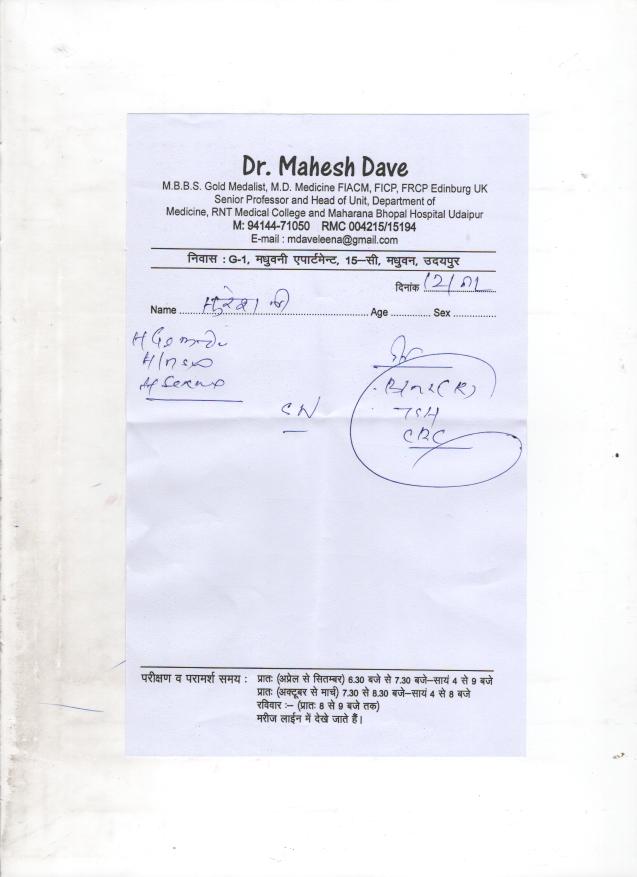 Dr. Mahesh Dave
M.B.B.S. Gold Medalist, M.D. Medicine FIACM, FICP, FRCP Edinburg UK
Senior Professor and Head of Unit, Department of
Medicine, RNT Medical College and Maharana Bhopal Hospital Udaipur
M: 94144-71050 RMC 004215/15194
E-mail : mdaveleena@gmail.com
निवास : G-1, मधुवनी एपार्टमेन्ट, 15–सी, मधुवन, उदयपुर
दिनांक
Name Age Sex
TSH
CBC
परीक्षण व परामर्श समय : प्रातः (अप्रेल से सितम्बर) 6.30 बजे से 7.30 बजे–सायं 4 से 9 बजे
प्रातः (अक्टूबर से मार्च) 7.30 से 8.30 बजे–सायं 4 से 8 बजे
रविवार :– (प्रातः 8 से 9 बजे तक)
मरीज लाईन में देखे जाते हैं।